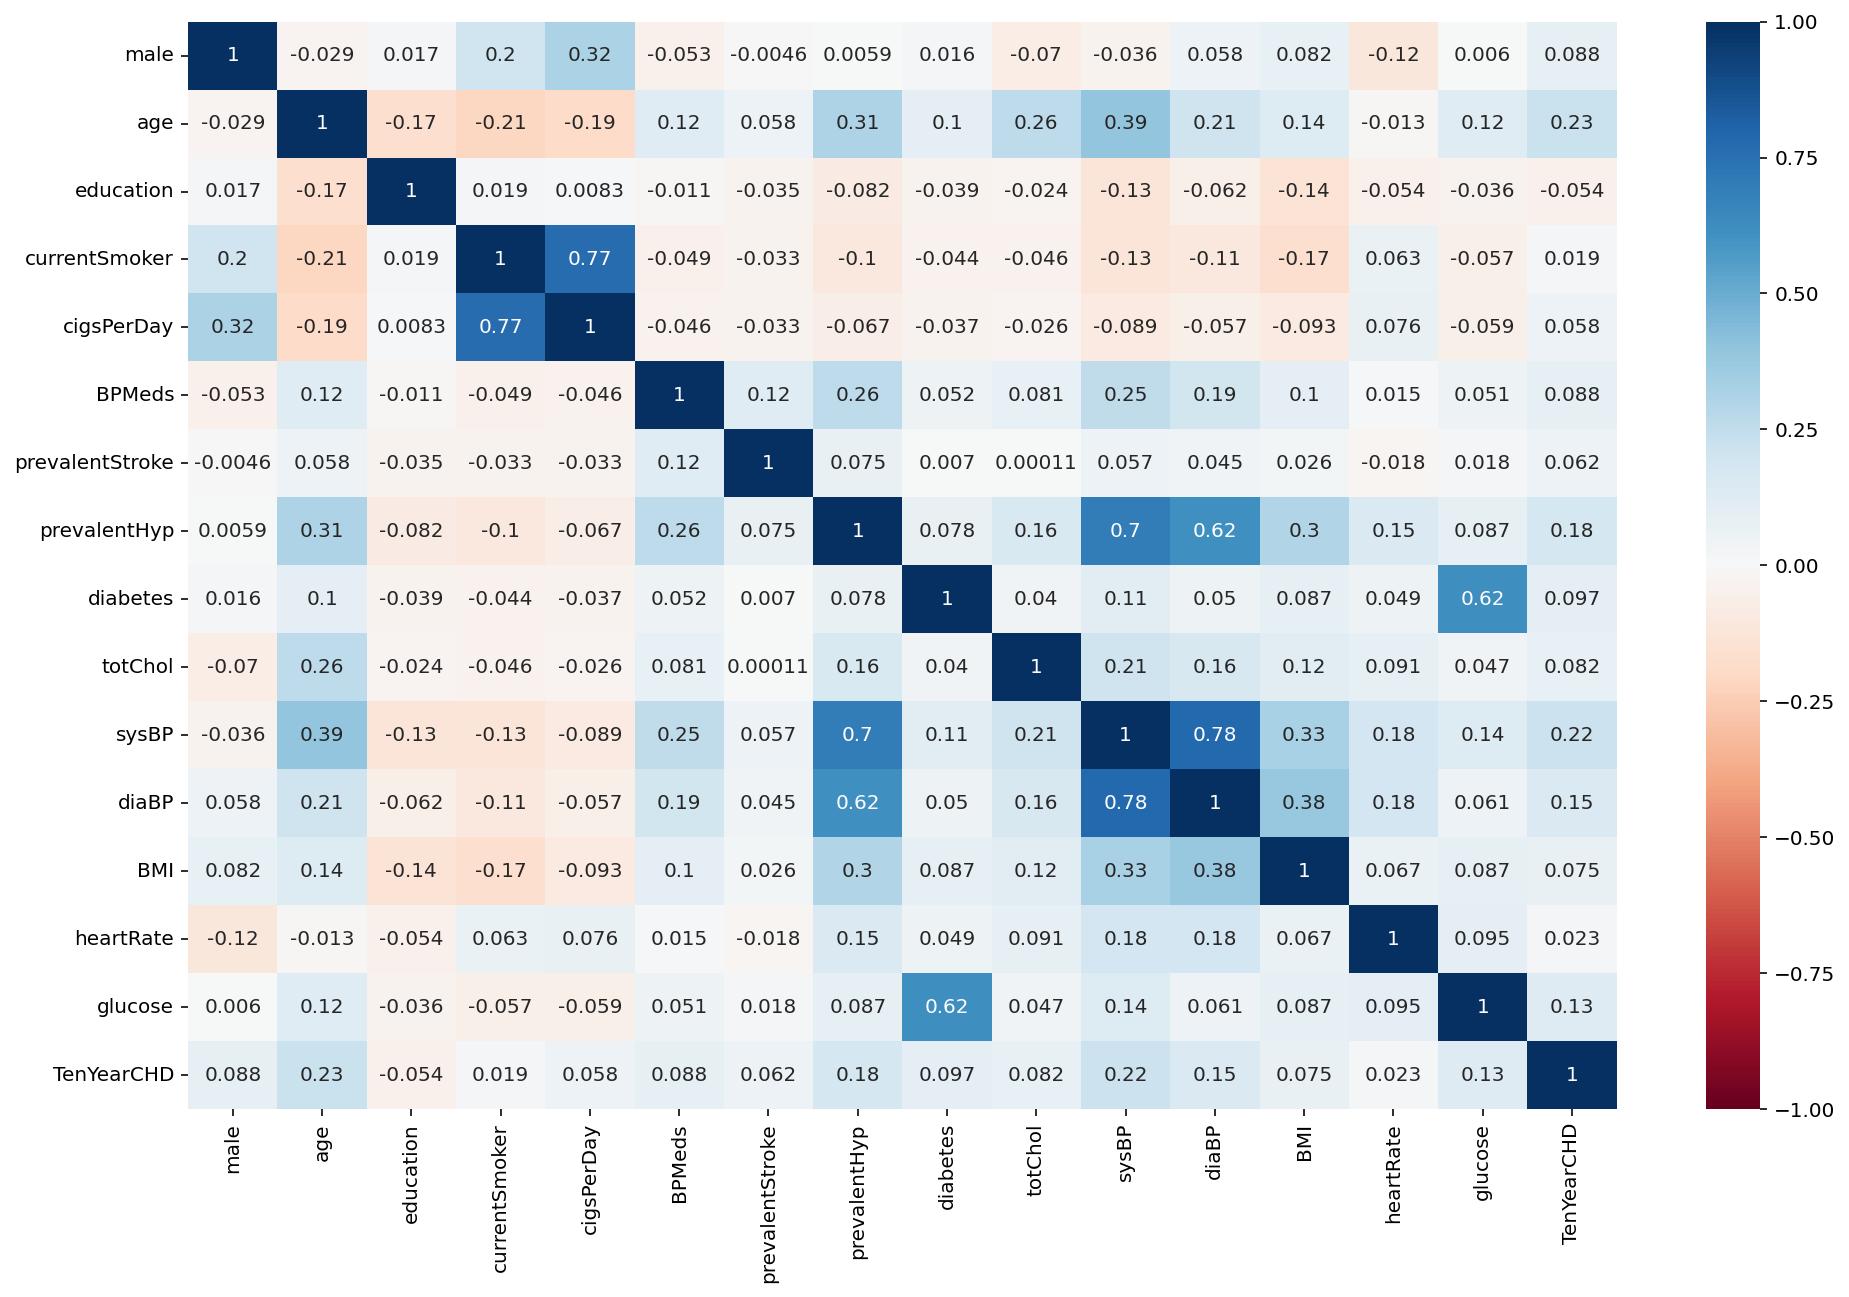 male 1 -0.029 0.017 0.2 0.32 -0.053 -0.0046 0.0059 0.016 -0.07 -0.036 0.058 0.082 -0.12 0.006 0.088
age -0.029 1 -0.17 -0.21 -0.19 0.12 0.058 0.31 0.1 0.26 0.39 0.21 0.14 -0.013 0.12 0.23
education 0.017 -0.17 1 0.019 0.0083 -0.011 -0.035 -0.082 -0.039 -0.024 -0.13 -0.062 -0.14 -0.054 -0.036 -0.054
currentSmoker 0.2 -0.21 0.019 1 0.77 -0.049 -0.033 -0.1 -0.044 -0.046 -0.13 -0.11 -0.17 0.063 -0.057 0.019
cigsPerDay 0.32 -0.19 0.0083 0.77 1 -0.046 -0.033 -0.067 -0.037 -0.026 -0.089 -0.057 -0.093 0.076 -0.059 0.058
BPMeds -0.053 0.12 -0.011 -0.049 -0.046 1 0.12 0.26 0.052 0.081 0.25 0.19 0.1 0.015 0.051 0.088
prevalentStroke -0.0046 0.058 -0.035 -0.033 -0.033 0.12 1 0.075 0.007 0.00011 0.057 0.045 0.026 -0.018 0.018 0.062
prevalentHyp 0.0059 0.31 -0.082 -0.1 -0.067 0.26 0.075 1 0.078 0.16 0.7 0.62 0.3 0.15 0.087 0.18
diabetes 0.016 0.1 -0.039 -0.044 -0.037 0.052 0.007 0.078 1 0.04 0.11 0.05 0.087 0.049 0.62 0.097
totChol -0.07 0.26 -0.024 -0.046 -0.026 0.081 0.00011 0.16 0.04 1 0.21 0.16 0.12 0.091 0.047 0.082
sysBP -0.036 0.39 -0.13 -0.13 -0.089 0.25 0.057 0.7 0.11 0.21 1 0.78 0.33 0.18 0.14 0.22
diaBP 0.058 0.21 -0.062 -0.11 -0.057 0.19 0.045 0.62 0.05 0.16 0.78 1 0.38 0.18 0.061 0.15
BMI 0.082 0.14 -0.14 -0.17 -0.093 0.1 0.026 0.3 0.087 0.12 0.33 0.38 1 0.067 0.087 0.075
heartRate -0.12 -0.013 -0.054 0.063 0.076 0.015 -0.018 0.15 0.049 0.091 0.18 0.18 0.067 1 0.095 0.023
glucose 0.006 0.12 -0.036 -0.057 -0.059 0.051 0.018 0.087 0.62 0.047 0.14 0.061 0.087 0.095 1 0.13
TenYearCHD 0.088 0.23 -0.054 0.019 0.058 0.088 0.062 0.18 0.097 0.082 0.22 0.15 0.075 0.023 0.13 1
male age education currentSmoker cigsPerDay BPMeds prevalentStroke prevalentHyp diabetes totChol sysBP diaBP BMI heartRate glucose TenYearCHD
1.00
0.75
0.50
0.25
0.00
−0.25
−0.50
−0.75
−1.00